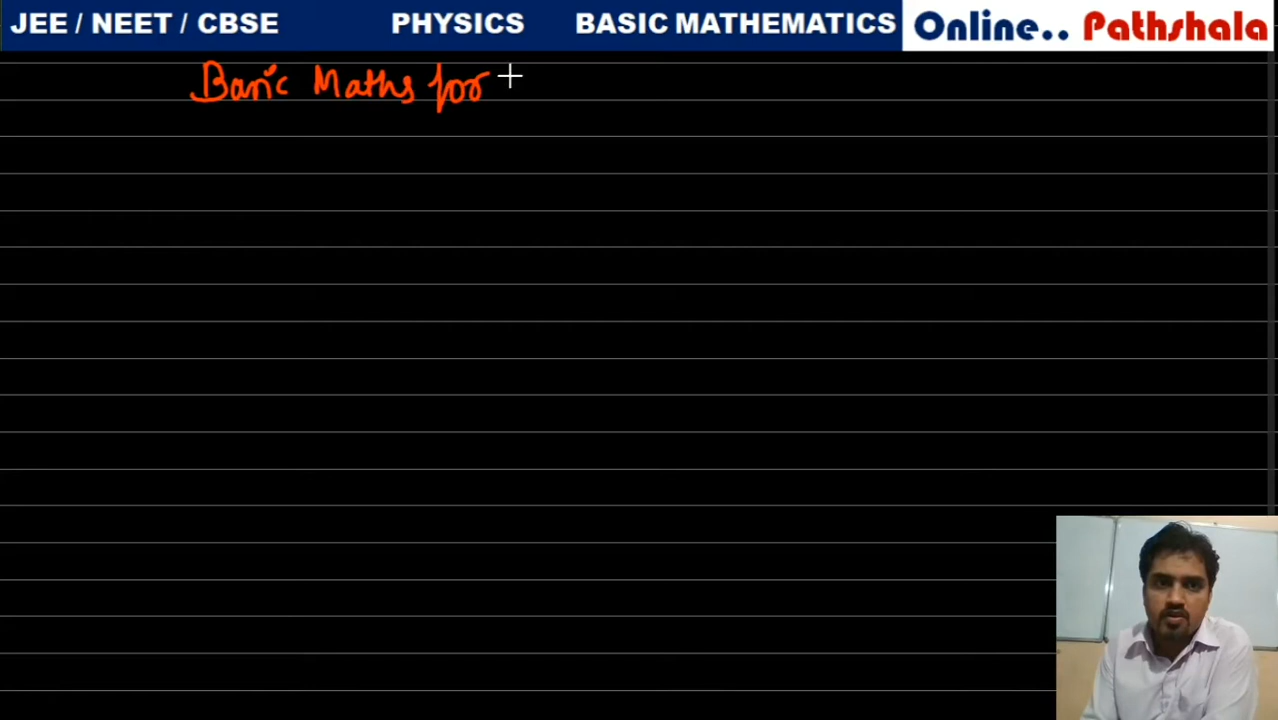 JEE / NEET / CBSE PHYSICS BASIC MATHEMATICS Online.. Pathshala
Basic Maths for